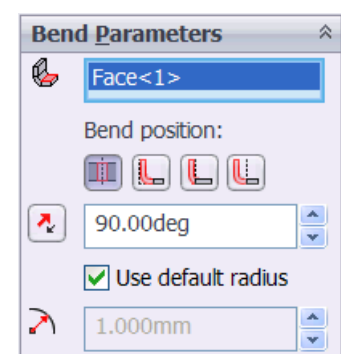 Bend Parameters
Face<1>
Bend position:
90.00deg
Use default radius
1.000mm